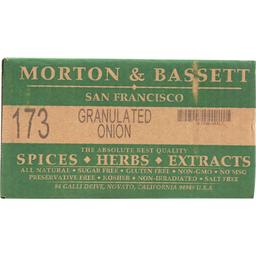 MORTON & BASSETT
SAN FRANCISCO
173 GRANULATED ONION
THE ABSOLUTE BEST QUALITY
SPICES • HERBS • EXTRACTS
ALL NATURAL • SUGAR FREE • GLUTEN FREE • NON-GMO • NO MSG
PRESERVATIVE FREE • KOSHER • NON-IRRADIATED • SALT FREE
84 GALLI DRIVE, NOVATO, CALIFORNIA 94949 U.S.A.